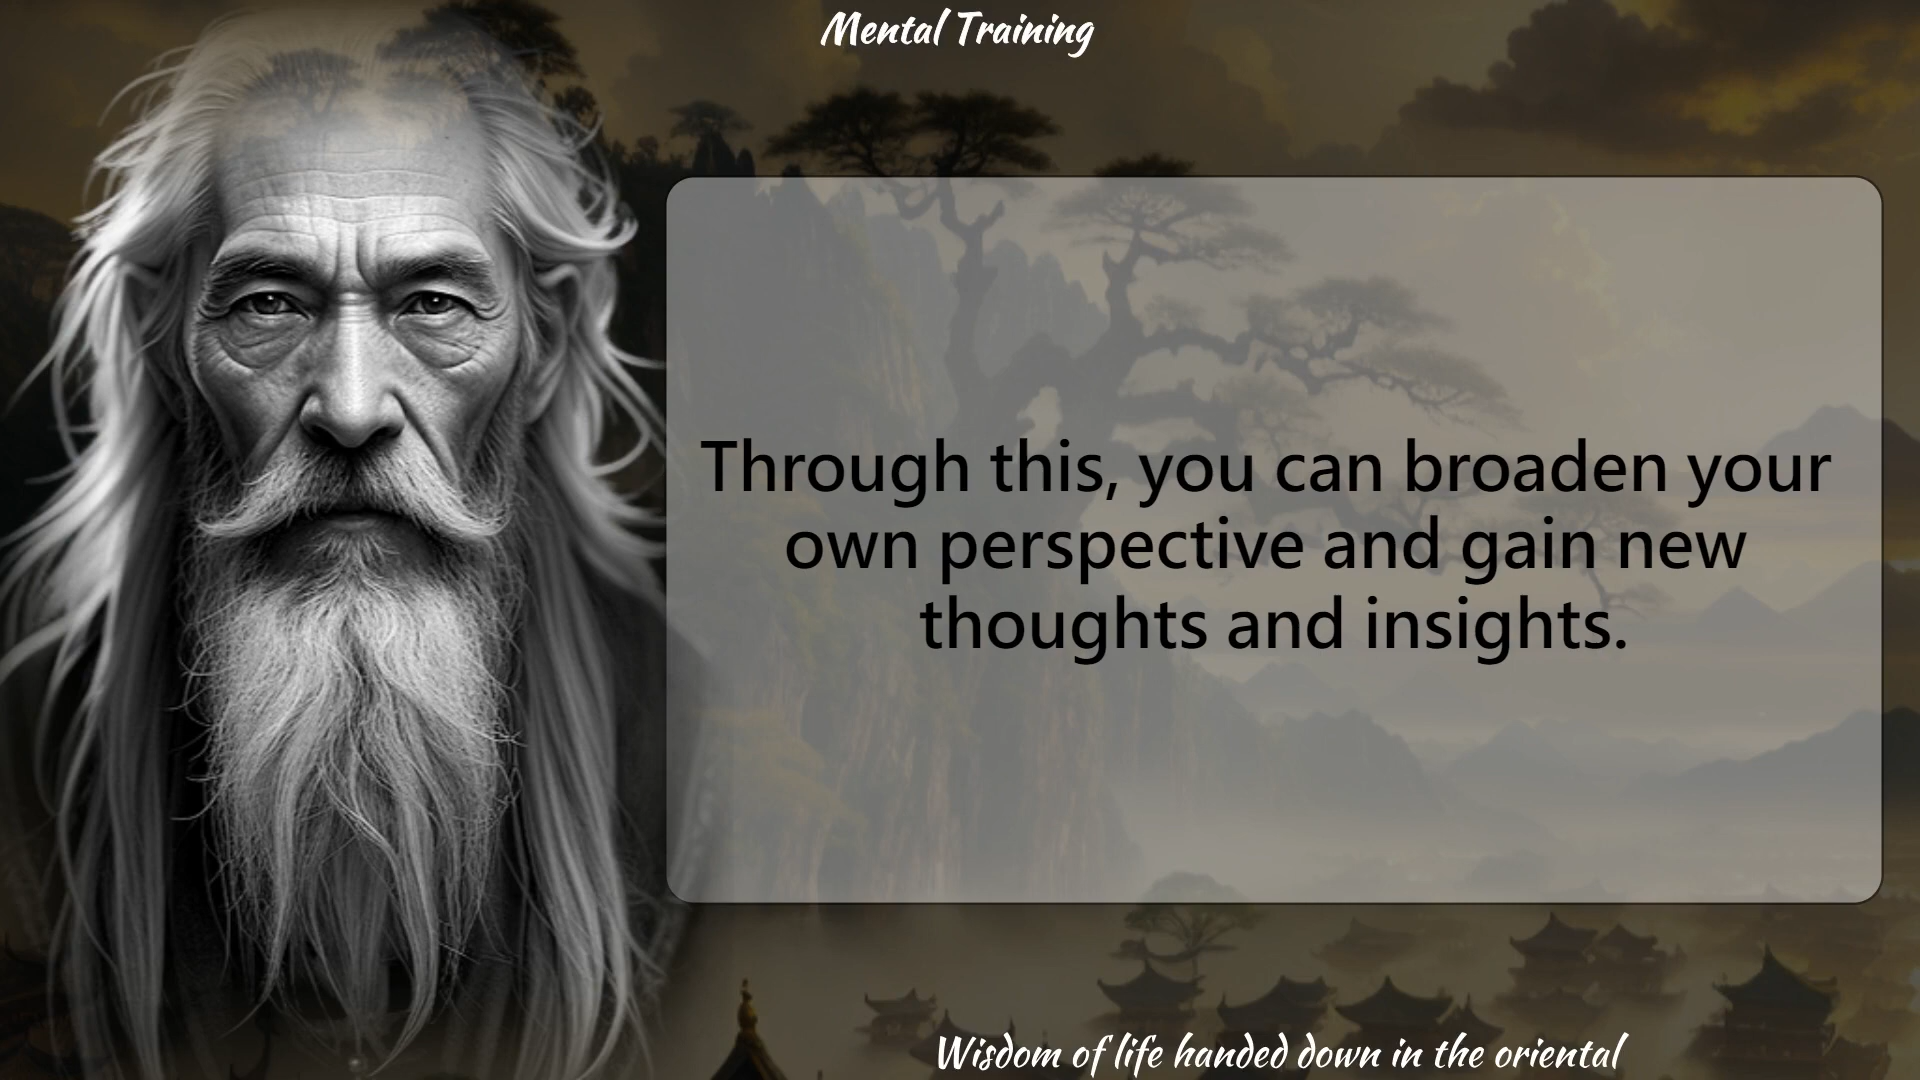 Mental Training
Through this, you can broaden your
own perspective and gain new
thoughts and insights.
Wisdom of life handed down in the oriental